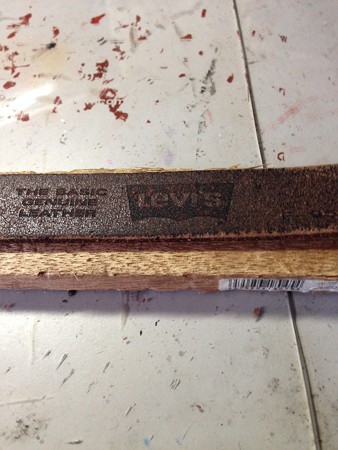 THE BASIC
GENUINE
LEATHER
Levi's